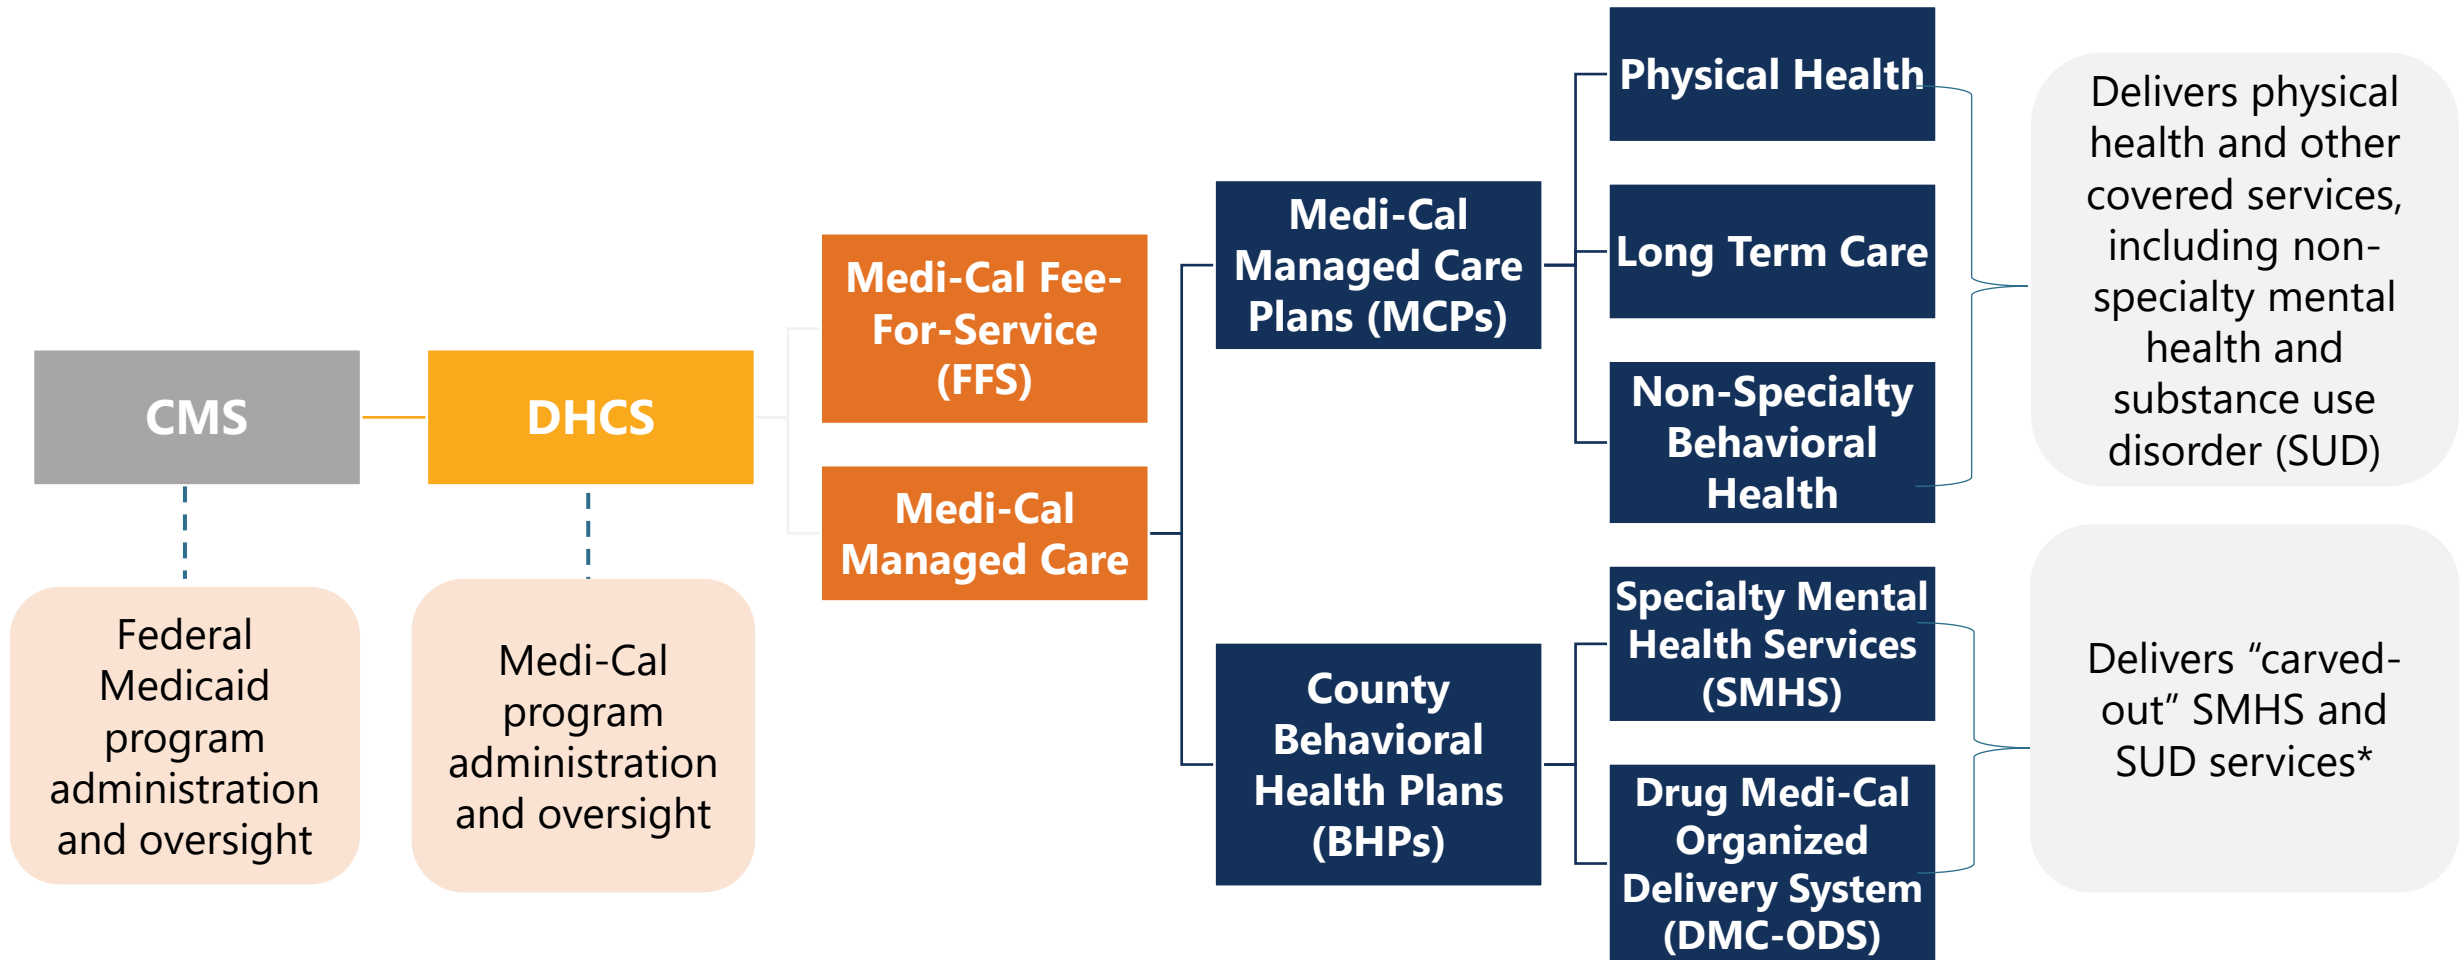 CMS
Federal
Medicaid
program
administration
and oversight
DHCS
Medi-Cal
program
administration
and oversight
Medi-Cal Fee-
For-Service
(FFS)
Medi-Cal
Managed Care
Medi-Cal
Managed Care
Plans (MCPs)
Physical Health
Long Term Care
Non-Specialty
Behavioral
Health
Delivers physical
health and other
covered services,
including non-
specialty mental
health and
substance use
disorder (SUD)
County
Behavioral
Health Plans
(BHPs)
Specialty Mental
Health Services
(SMHS)
Drug Medi-Cal
Organized
Delivery System
(DMC-ODS)
Delivers “carved-
out” SMHS and
SUD services*